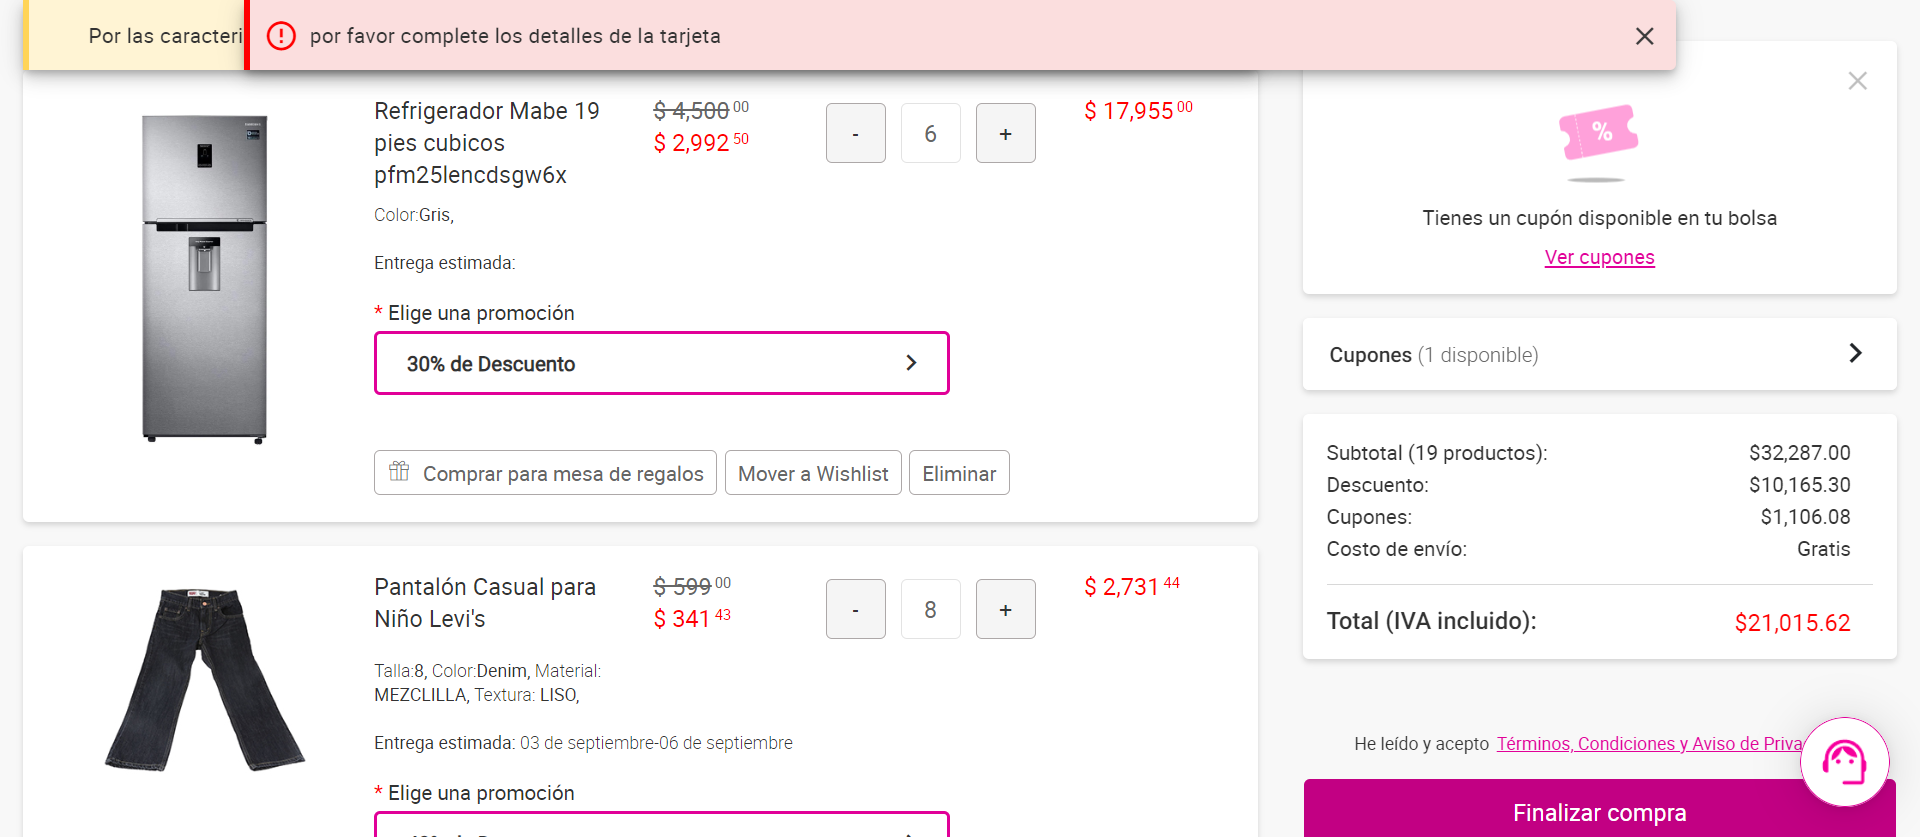 Por las caracteri
por favor complete los detalles de la tarjeta
Refrigerador Mabe 19
pies cubicos
pfm25lencdsgw6x
$ 4,500 00
$ 2,992 50
-
6
+
$ 17,955 00
Color:Gris,
Entrega estimada:
* Elige una promoción
30% de Descuento
Comprar para mesa de regalos
Mover a Wishlist
Eliminar
Pantalón Casual para
Niño Levi's
$ 599 00
$ 341 43
-
8
+
$ 2,731 44
Talla:8, Color:Denim, Material:
MEZCLILLA, Textura: LISO,
Entrega estimada: 03 de septiembre-06 de septiembre
* Elige una promoción
%
Tienes un cupón disponible en tu bolsa
Ver cupones
Cupones (1 disponible)
Subtotal (19 productos): $32,287.00
Descuento: $10,165.30
Cupones: $1,106.08
Costo de envío: Gratis
Total (IVA incluido): $21,015.62
He leído y acepto Términos, Condiciones y Aviso de Priva
Finalizar compra